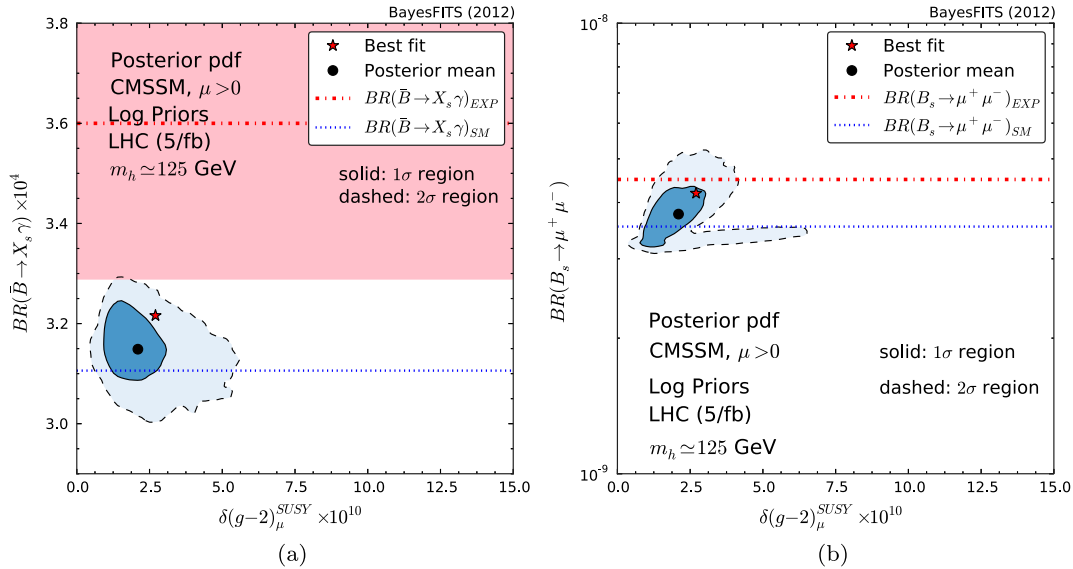 BayesFITS (2012)
3.8
3.6
3.4
3.2
3.0
BR(B̄→X_s γ) ×10^4
Posterior pdf
CMSSM, μ>0
Log Priors
LHC (5/fb)
m_h≃125 GeV
Best fit
Posterior mean
BR(B̄→X_s γ)_EXP
BR(B̄→X_s γ)_SM
solid: 1σ region
dashed: 2σ region
0.0 2.5 5.0 7.5 10.0 12.5 15.0
δ(g−2)_μ^SUSY ×10^10
(a)
BayesFITS (2012)
10^-8
10^-9
BR(B_s→μ^+ μ^-)
Best fit
Posterior mean
BR(B_s→μ^+ μ^-)_EXP
BR(B_s→μ^+ μ^-)_SM
Posterior pdf
CMSSM, μ>0
Log Priors
LHC (5/fb)
m_h≃125 GeV
solid: 1σ region
dashed: 2σ region
0.0 2.5 5.0 7.5 10.0 12.5 15.0
δ(g−2)_μ^SUSY ×10^10
(b)